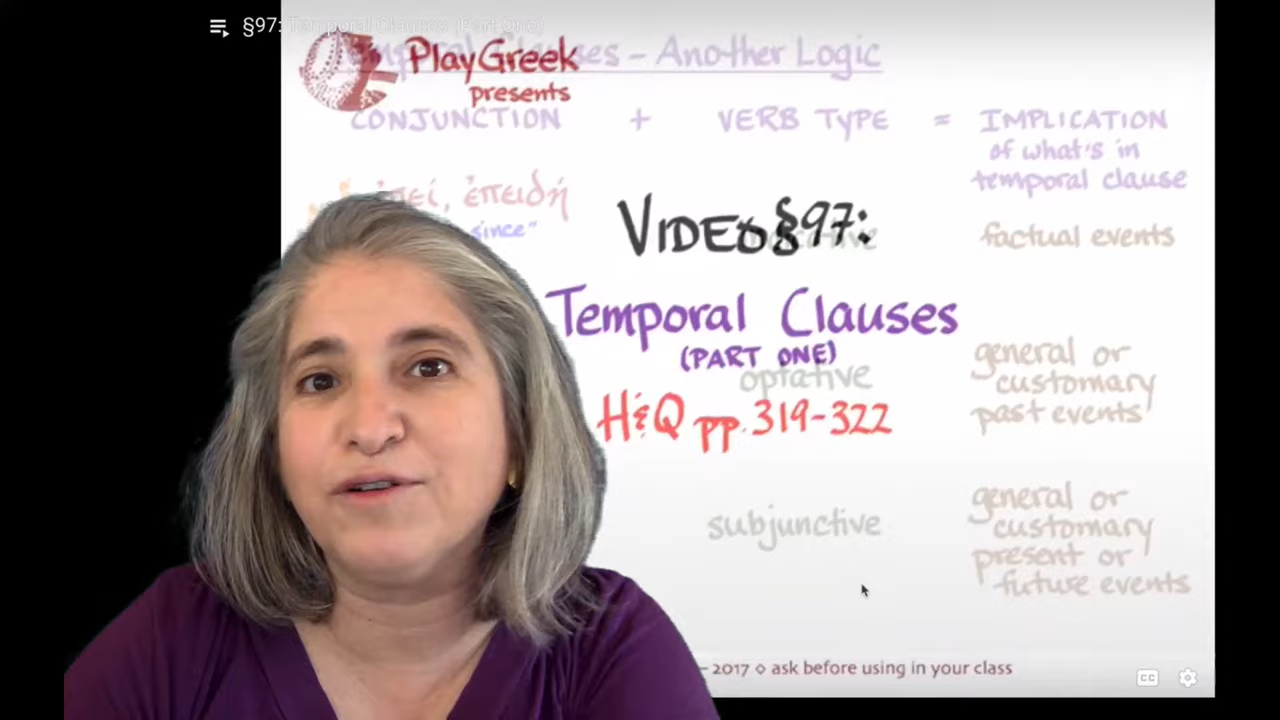 §97: Temporal Clauses (Part One)
Temporal Clauses – Another Logic
PlayGreek
presents
CONJUNCTION + VERB TYPE = IMPLICATION
of what's in
temporal clause
ἐπεί, ἐπειδή
since”
VIDEO §97:
factual events
Temporal Clauses
(PART ONE)
optative
general or
customary
past events
H&Q pp. 319-322
subjunctive
general or
customary
present or
future events
– 2017 ◇ ask before using in your class
CC